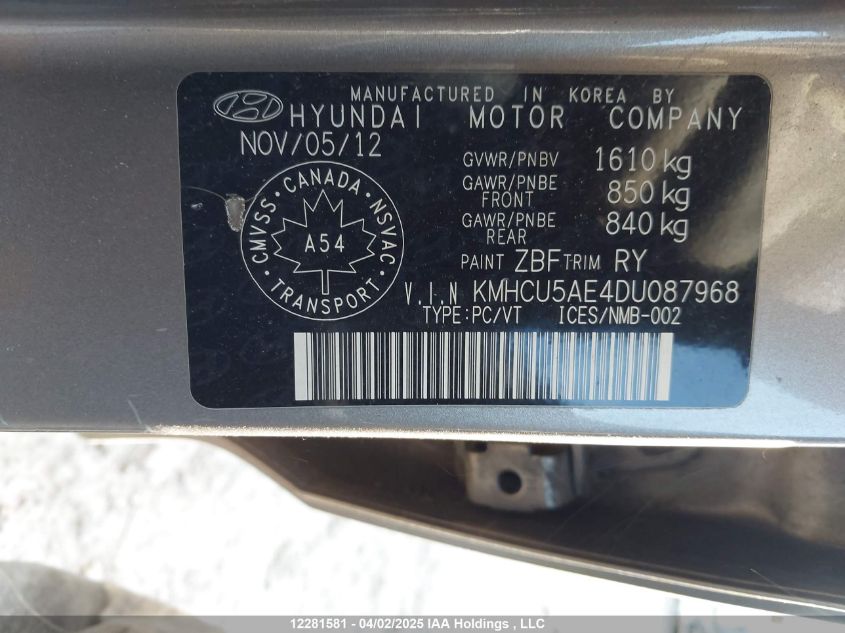 MANUFACTURED IN KOREA BY
HYUNDAI MOTOR COMPANY
NOV/05/12
GVWR/PNBV 1610 kg
GAWR/PNBE FRONT 850 kg
GAWR/PNBE REAR 840 kg
CANADA · NSVAC · TRANSPORT · CMVSS ·
A54
PAINT ZBF TRIM RY
V.I.N KMHCU5AE4DU087968
TYPE:PC/VT ICES/NMB-002
12281581 - 04/02/2025 IAA Holdings , LLC